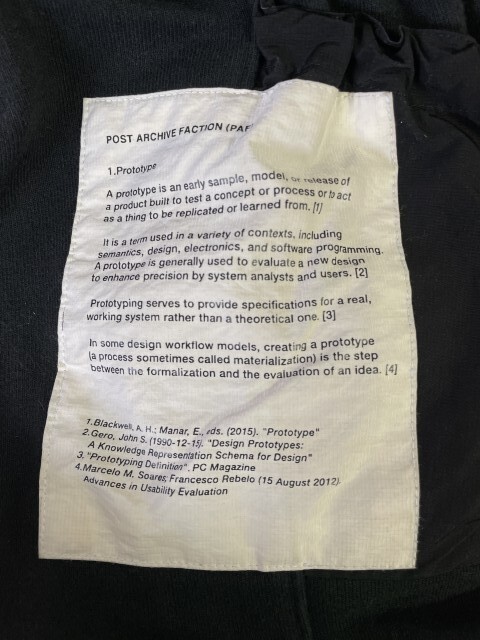 POST ARCHIVE FACTION (PAF
1.Prototype
A prototype is an early sample, model, or release of
a product built to test a concept or process or to act
as a thing to be replicated or learned from. [1]
It is a term used in a variety of contexts, including
semantics, design, electronics, and software programming.
A prototype is generally used to evaluate a new design
to enhance precision by system analysts and users. [2]
Prototyping serves to provide specifications for a real,
working system rather than a theoretical one. [3]
In some design workflow models, creating a prototype
(a process sometimes called materialization) is the step
between the formalization and the evaluation of an idea. [4]
1.Blackwell, A. H.; Manar, E., eds. (2015). "Prototype"
2.Gero, John S. (1990-12-15). "Design Prototypes:
A Knowledge Representation Schema for Design"
3."Prototyping Definition". PC Magazine
4.Marcelo M. Soares; Francesco Rebelo (15 August 2012).
Advances in Usability Evaluation